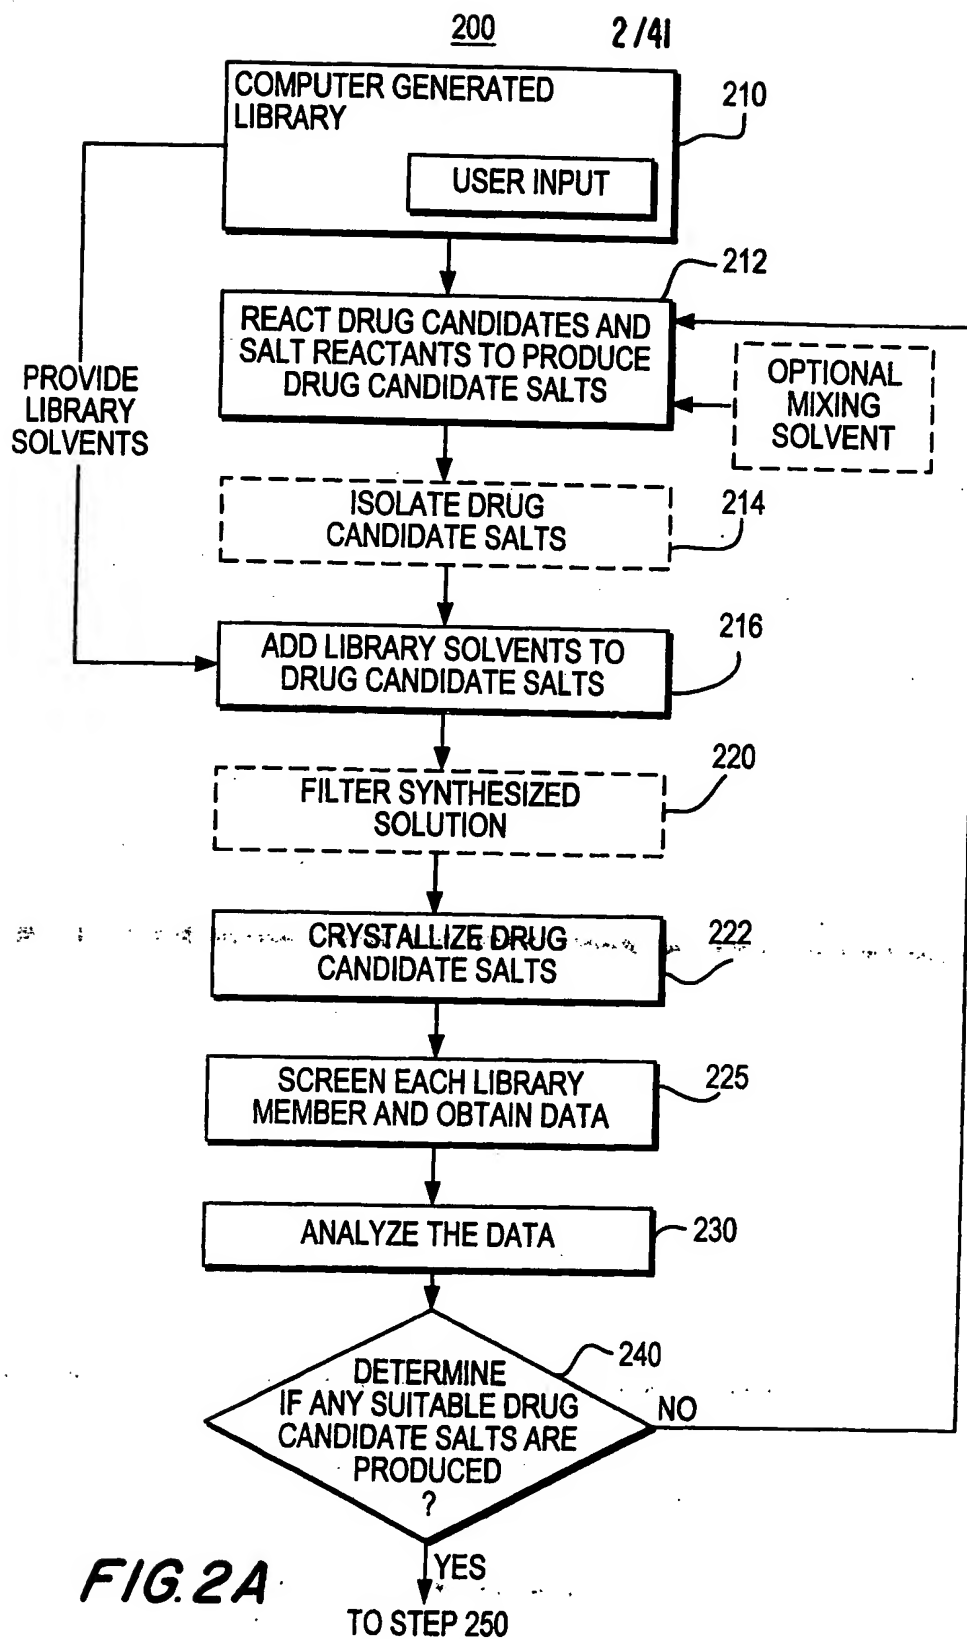 200
2/41
COMPUTER GENERATED
LIBRARY
210
USER INPUT
212
REACT DRUG CANDIDATES AND
SALT REACTANTS TO PRODUCE
DRUG CANDIDATE SALTS
OPTIONAL
MIXING
SOLVENT
PROVIDE
LIBRARY
SOLVENTS
ISOLATE DRUG
CANDIDATE SALTS
214
ADD LIBRARY SOLVENTS TO
DRUG CANDIDATE SALTS
216
FILTER SYNTHESIZED
SOLUTION
220
CRYSTALLIZE DRUG
CANDIDATE SALTS
222
SCREEN EACH LIBRARY
MEMBER AND OBTAIN DATA
225
ANALYZE THE DATA
230
240
DETERMINE
IF ANY SUITABLE DRUG
CANDIDATE SALTS ARE
PRODUCED
?
NO
YES
FIG.2A
TO STEP 250